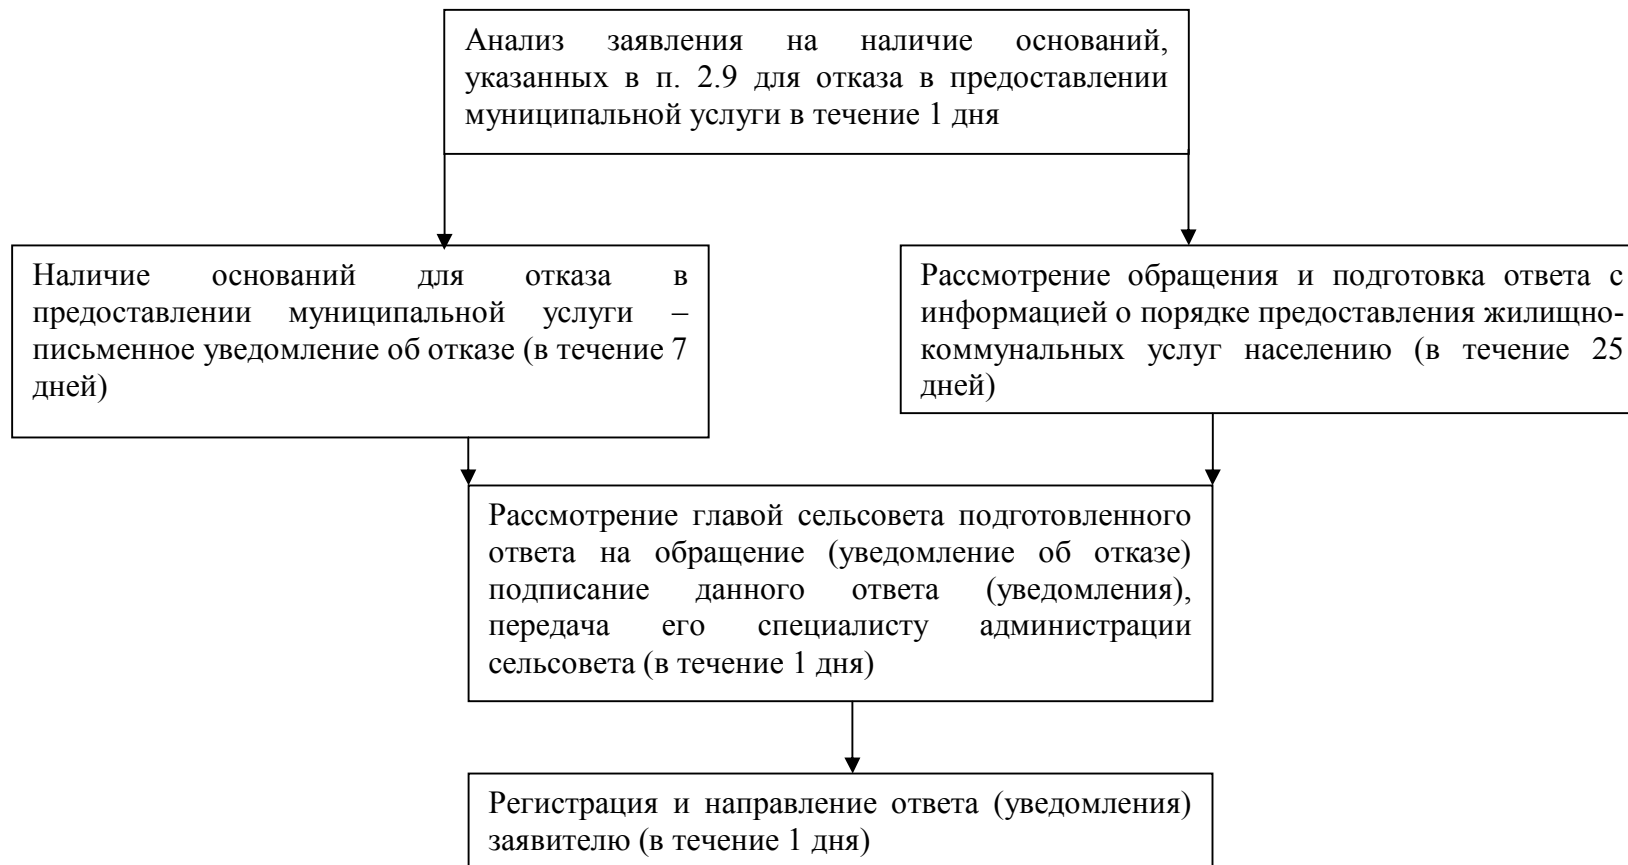 Анализ заявления на наличие оснований,
указанных в п. 2.9 для отказа в предоставлении
муниципальной услуги в течение 1 дня
Наличие оснований для отказа в
предоставлении муниципальной услуги –
письменное уведомление об отказе (в течение 7
дней)
Рассмотрение обращения и подготовка ответа с
информацией о порядке предоставления жилищно-
коммунальных услуг населению (в течение 25
дней)
Рассмотрение главой сельсовета подготовленного
ответа на обращение (уведомление об отказе)
подписание данного ответа (уведомления),
передача его специалисту администрации
сельсовета (в течение 1 дня)
Регистрация и направление ответа (уведомления)
заявителю (в течение 1 дня)